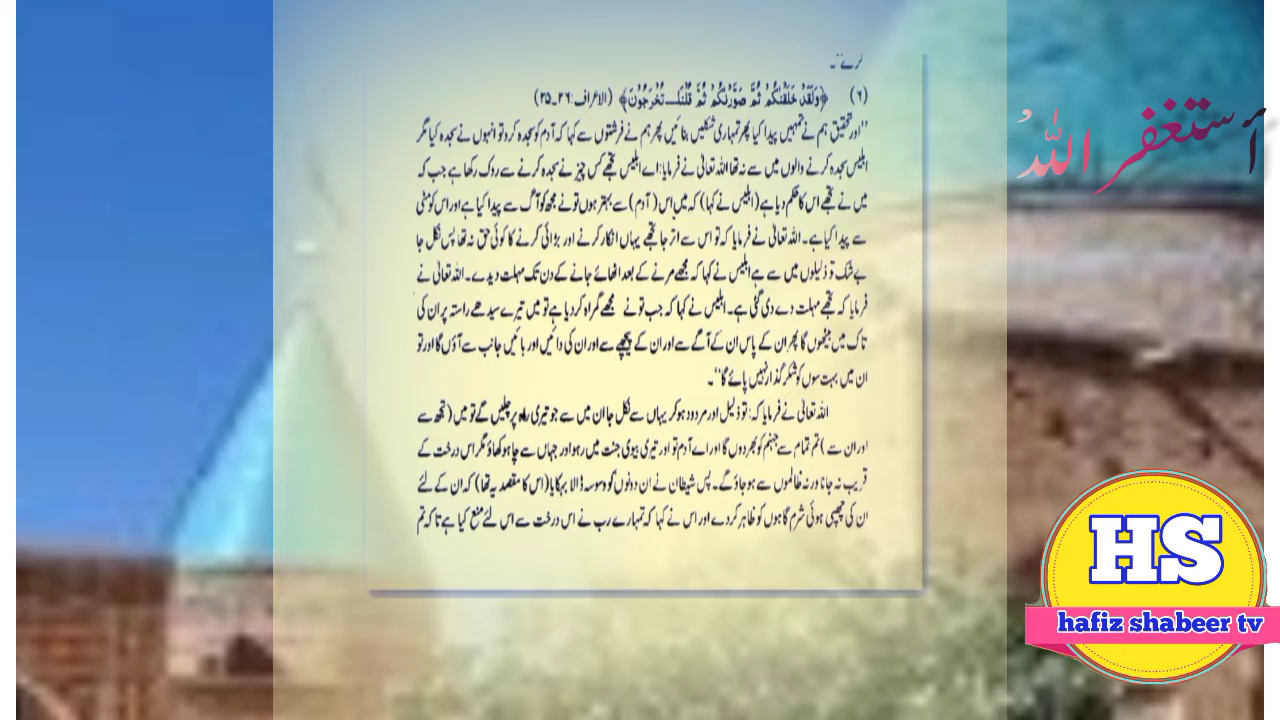 کرے"۔
(۶) ﴿وَلَقَدْ خَلَقْنٰكُمْ ثُمَّ صَوَّرْنٰكُمْ ثُمَّ قُلْنَا۔۔۔ تُخْرَجُوْنَ﴾ (الاعراف:۲۶۔۲۵)
"اور تحقیق ہم نے تمہیں پیدا کیا پھر تمہاری شکلیں بنائیں پھر ہم نے فرشتوں سے کہا کہ آدم کو سجدہ کرو تو انہوں نے سجدہ کیا مگر
ابلیس سجدہ کرنے والوں میں سے نہ تھا اللہ تعالیٰ نے فرمایا: اے ابلیس تجھے کس چیز نے سجدہ کرنے سے روک رکھا ہے جب کہ
میں نے تجھے اس کا حکم دیا ہے (ابلیس نے کہا) کہ میں اس (آدم) سے بہتر ہوں تو نے مجھ کو آگ سے پیدا کیا ہے اور اس کو مٹی
سے پیدا کیا ہے۔ اللہ تعالیٰ نے فرمایا کہ تو اس سے اتر جا تجھے یہاں انکار کرنے اور بڑائی کرنے کا کوئی حق نہ تھا پس نکل جا
بے شک تو ذلیلوں میں سے ہے ابلیس نے کہا کہ مجھے مرنے کے بعد اٹھائے جانے کے دن تک مہلت دیدے۔ اللہ تعالیٰ نے
فرمایا کہ تجھے مہلت دے دی گئی ہے۔ ابلیس نے کہا کہ جب تو نے مجھے گمراہ کر دیا ہے تو میں تیرے سیدھے راستہ پر ان کی
تاک میں بیٹھوں گا پھر ان کے پاس ان کے آگے سے اور ان کے پیچھے سے اور ان کی دائیں اور بائیں جانب سے آؤں گا اور تو
ان میں بہت سوں کو شکر گذار نہیں پائے گا"۔
اللہ تعالیٰ نے فرمایا کہ: تو ذلیل اور مردود ہو کر یہاں سے نکل جا ان میں سے جو تیری راہ پر چلیں گے تو میں (تجھ سے
اور ان سے) تم تمام سے جہنم کو بھر دوں گا اور اے آدم تو اور تیری بیوی جنت میں رہو اور جہاں سے چاہو کھاؤ مگر اس درخت کے
قریب نہ جانا ورنہ ظالموں سے ہو جاؤ گے۔ پس شیطان نے ان دونوں کو وسوسہ ڈالا بہکایا (اس کا مقصد یہ تھا) کہ ان کے لئے
ان کی چھپی ہوئی شرم گاہوں کو ظاہر کر دے اور اس نے کہا کہ تمہارے رب نے اس درخت سے اس لئے منع کیا ہے تاکہ تم
أستغفر اللهُ
HS
hafiz shabeer tv